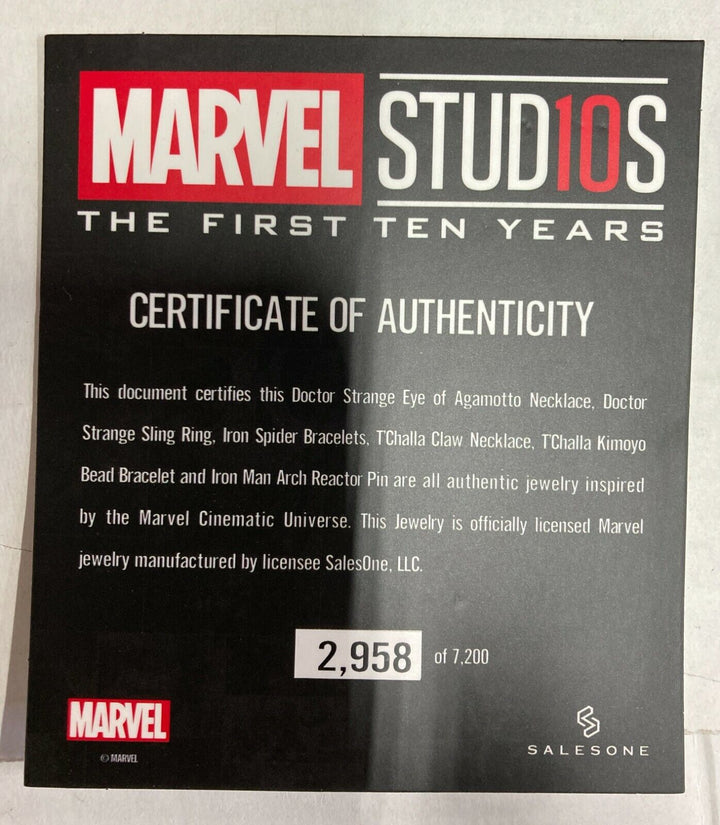 MARVEL STUD10S
THE FIRST TEN YEARS
CERTIFICATE OF AUTHENTICITY
This document certifies this Doctor Strange Eye of Agamotto Necklace, Doctor
Strange Sling Ring, Iron Spider Bracelets, T'Challa Claw Necklace, T'Challa Kimoyo
Bead Bracelet and Iron Man Arch Reactor Pin are all authentic jewelry inspired
by the Marvel Cinematic Universe. This Jewelry is officially licensed Marvel
jewelry manufactured by licensee SalesOne, LLC.
2,958 of 7,200
MARVEL
© MARVEL
SALESONE